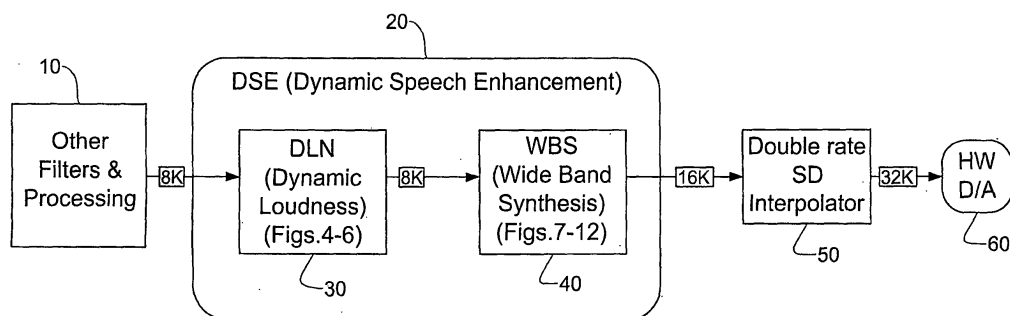 20
10
DSE (Dynamic Speech Enhancement)
Other
Filters &
Processing
8K
DLN
(Dynamic
Loudness)
(Figs.4-6)
30
8K
WBS
(Wide Band
Synthesis)
(Figs.7-12)
40
16K
Double rate
SD
Interpolator
50
32K
HW
D/A
60